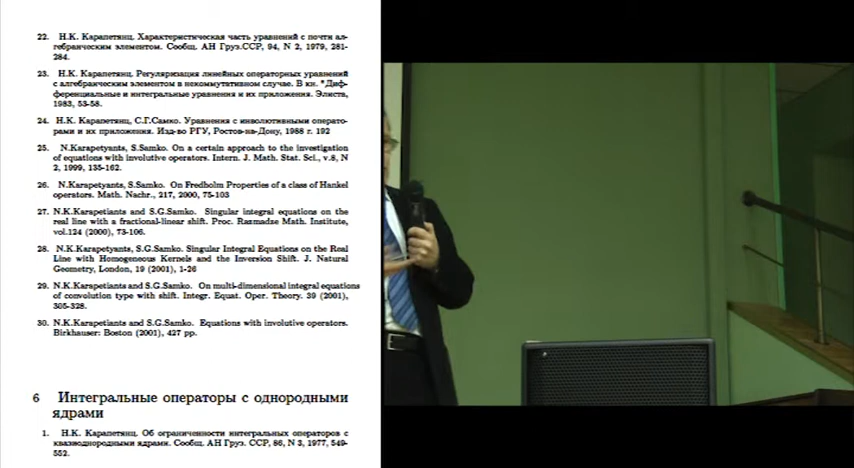 22. Н.К. Карапетянц. Характеристическая часть уравнений с почти ал-
гебраическим элементом. Сообщ. АН Груз.ССР, 94, N 2, 1979, 281-
284.
23. Н.К. Карапетянц. Регуляризация линейных операторных уравнений
с алгебраическим элементом в некоммутативном случае. В кн. "Диф-
ференциальные и интегральные уравнения и их приложения. Элиста,
1983, 53-58.
24. Н.К. Карапетянц, С.Г.Самко. Уравнения с инволютивными операто-
рами и их приложения. Изд-во РГУ, Ростов-на-Дону, 1988 г. 192
25. N.Karapetyants, S.Samko. On a certain approach to the investigation
of equations with involutive operators. Intern. J. Math. Stat. Sci., v.8, N
2, 1999, 135-162.
26. N.Karapetyants, S.Samko. On Fredholm Properties of a class of Hankel
operators. Math. Nachr., 217, 2000, 75-103
27. N.K.Karapetiants and S.G.Samko. Singular integral equations on the
real line with a fractional-linear shift. Proc. Razmadze Math. Institute,
vol.124 (2000), 73-106.
28. N.K.Karapetyants, S.G.Samko. Singular Integral Equations on the Real
Line with Homogeneous Kernels and the Inversion Shift. J. Natural
Geometry, London, 19 (2001), 1-26
29. N.K.Karapetiants and S.G.Samko. On multi-dimensional integral equations
of convolution type with shift. Integr. Equat. Oper. Theory. 39 (2001),
305-328.
30. N.K.Karapetiants and S.G.Samko. Equations with involutive operators.
Birkhauser: Boston (2001), 427 pp.
6 Интегральные операторы с однородными
ядрами
1. Н.К. Карапетянц. Об ограниченности интегральных операторов с
квазиоднородными ядрами. Сообщ. АН Груз. ССР, 86, N 3, 1977, 549-
552.